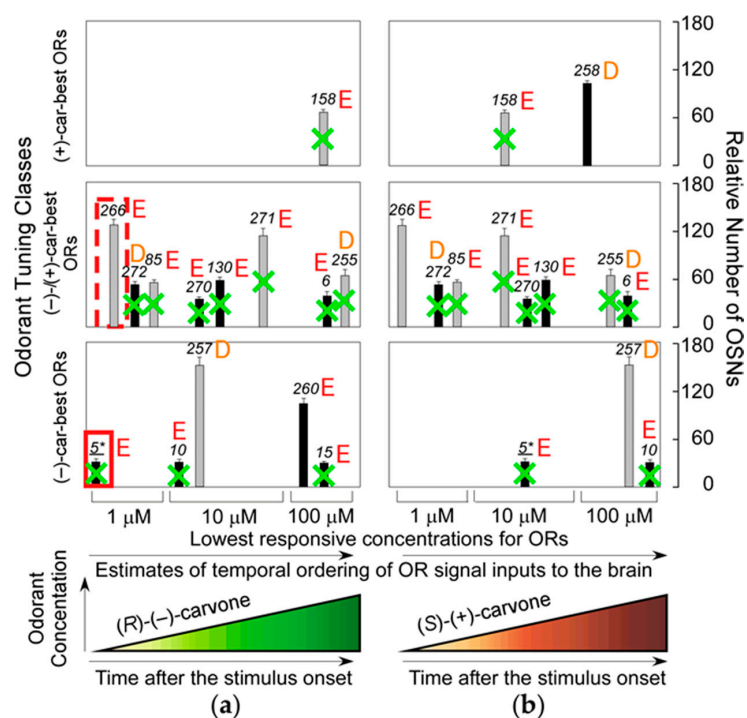 Odorant Tuning Classes
(+)-car-best ORs
158 E
158 E
258 D
180
120
60
0
(–)-/(+)-car-best ORs
266 E
D
272
85 E
E
270
130 E
271 E
E
6
D
255
266 E
D
272
85 E
271 E
270
130 E
D
255
E
6
180
120
60
0
(–)-car-best ORs
5* E
E
10
257 D
260 E
15 E
5* E
257 D
E
10
180
120
60
0
Relative Number of OSNs
1 μM
10 μM
100 μM
1 μM
10 μM
100 μM
Lowest responsive concentrations for ORs
Estimates of temporal ordering of OR signal inputs to the brain
Odorant
Concentation
(R)-(–)-carvone
(S)-(+)-carvone
Time after the stimulus onset
Time after the stimulus onset
(a)
(b)